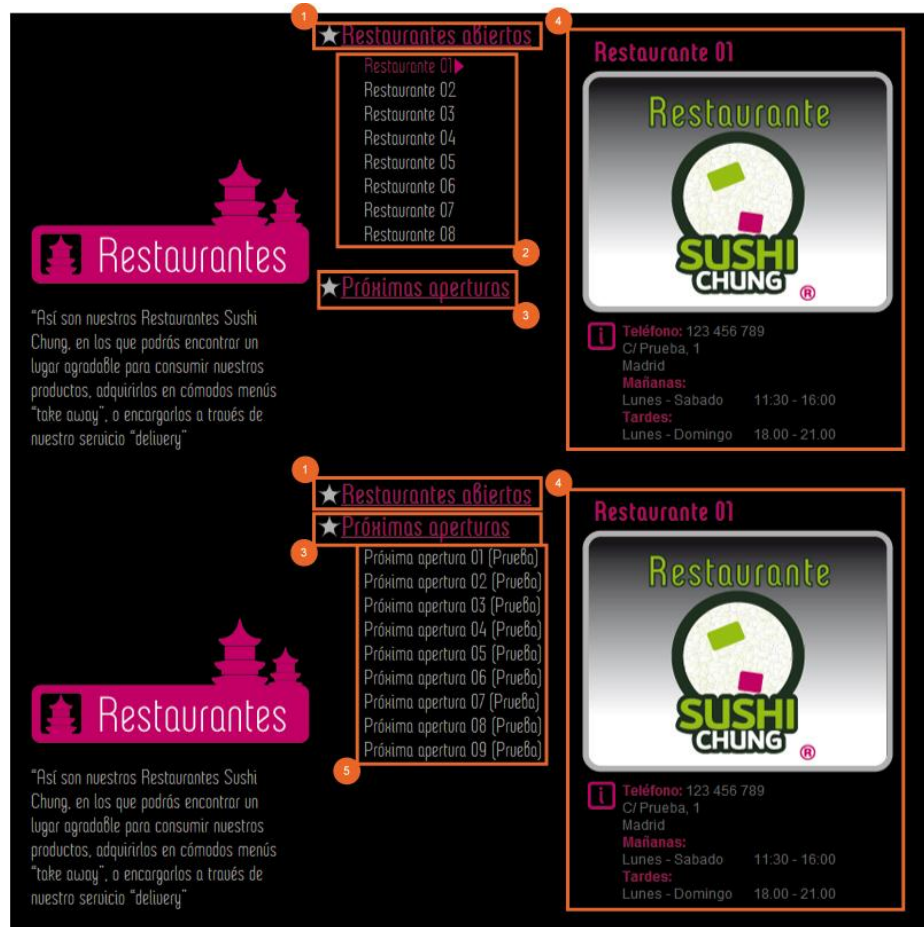 1
★Restaurantes abiertos
Restaurante 01
Restaurante 02
Restaurante 03
Restaurante 04
Restaurante 05
Restaurante 06
Restaurante 07
Restaurante 08
2
★Próximas aperturas
3
Restaurantes
"Así son nuestros Restaurantes Sushi
Chung, en los que podrás encontrar un
lugar agradable para consumir nuestros
productos, adquirirlos en cómodos menús
"take away", o encargarlos a través de
nuestro servicio "delivery"
4
Restaurante 01
Restaurante
SUSHI
CHUNG ®
i
Teléfono: 123 456 789
C/ Prueba, 1
Madrid
Mañanas:
Lunes - Sabado 11:30 - 16:00
Tardes:
Lunes - Domingo 18.00 - 21.00
1
★Restaurantes abiertos
★Próximas aperturas
3
Próxima apertura 01 (Prueba)
Próxima apertura 02 (Prueba)
Próxima apertura 03 (Prueba)
Próxima apertura 04 (Prueba)
Próxima apertura 05 (Prueba)
Próxima apertura 06 (Prueba)
Próxima apertura 07 (Prueba)
Próxima apertura 08 (Prueba)
Próxima apertura 09 (Prueba)
5
Restaurantes
"Así son nuestros Restaurantes Sushi
Chung, en los que podrás encontrar un
lugar agradable para consumir nuestros
productos, adquirirlos en cómodos menús
"take away", o encargarlos a través de
nuestro servicio "delivery"
4
Restaurante 01
Restaurante
SUSHI
CHUNG ®
i
Teléfono: 123 456 789
C/ Prueba, 1
Madrid
Mañanas:
Lunes - Sabado 11:30 - 16:00
Tardes:
Lunes - Domingo 18.00 - 21.00